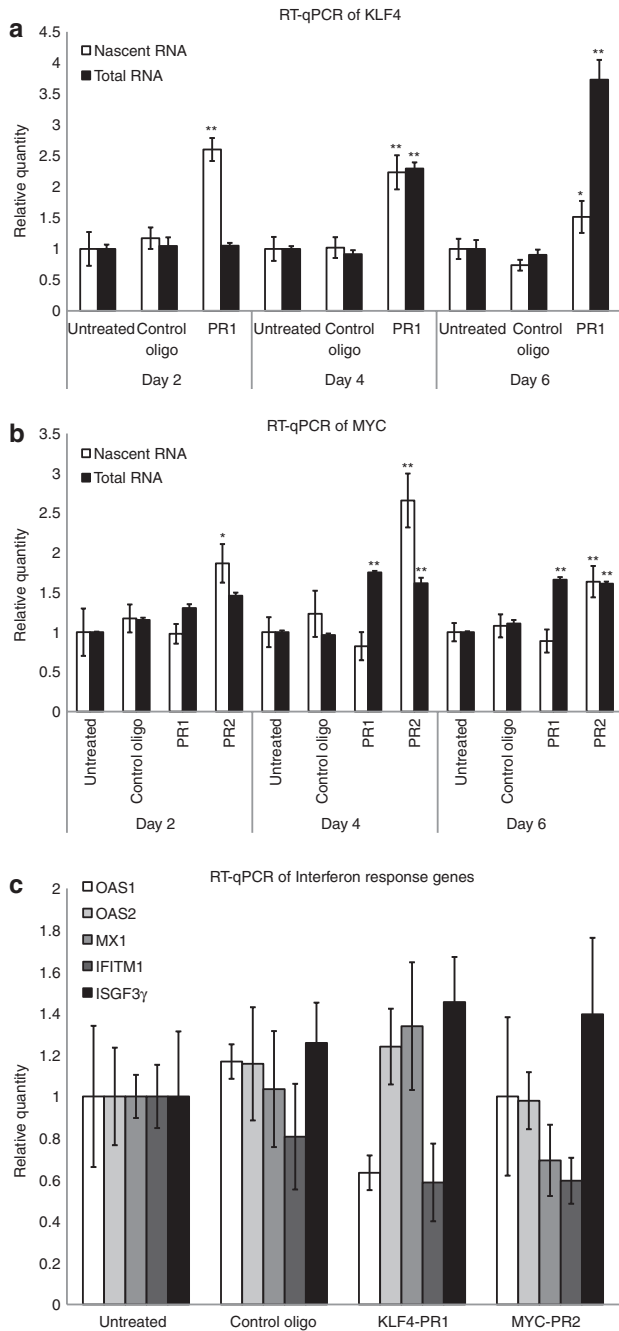 a
RT-qPCR of KLF4
Nascent RNA
Total RNA
Relative quantity
4.5
4
3.5
3
2.5
2
1.5
1
0.5
0
**
** **
*
**
Untreated Control oligo PR1 Untreated Control oligo PR1 Untreated Control oligo PR1
Day 2 Day 4 Day 6
b
RT-qPCR of MYC
Nascent RNA
Total RNA
Relative quantity
3.5
3
2.5
2
1.5
1
0.5
0
*
**
**
**
**
** **
Untreated Control oligo PR1 PR2 Untreated Control oligo PR1 PR2 Untreated Control oligo PR1 PR2
Day 2 Day 4 Day 6
c
RT-qPCR of Interferon response genes
OAS1
OAS2
MX1
IFITM1
ISGF3γ
Relative quantity
2
1.8
1.6
1.4
1.2
1
0.8
0.6
0.4
0.2
0
Untreated Control oligo KLF4-PR1 MYC-PR2